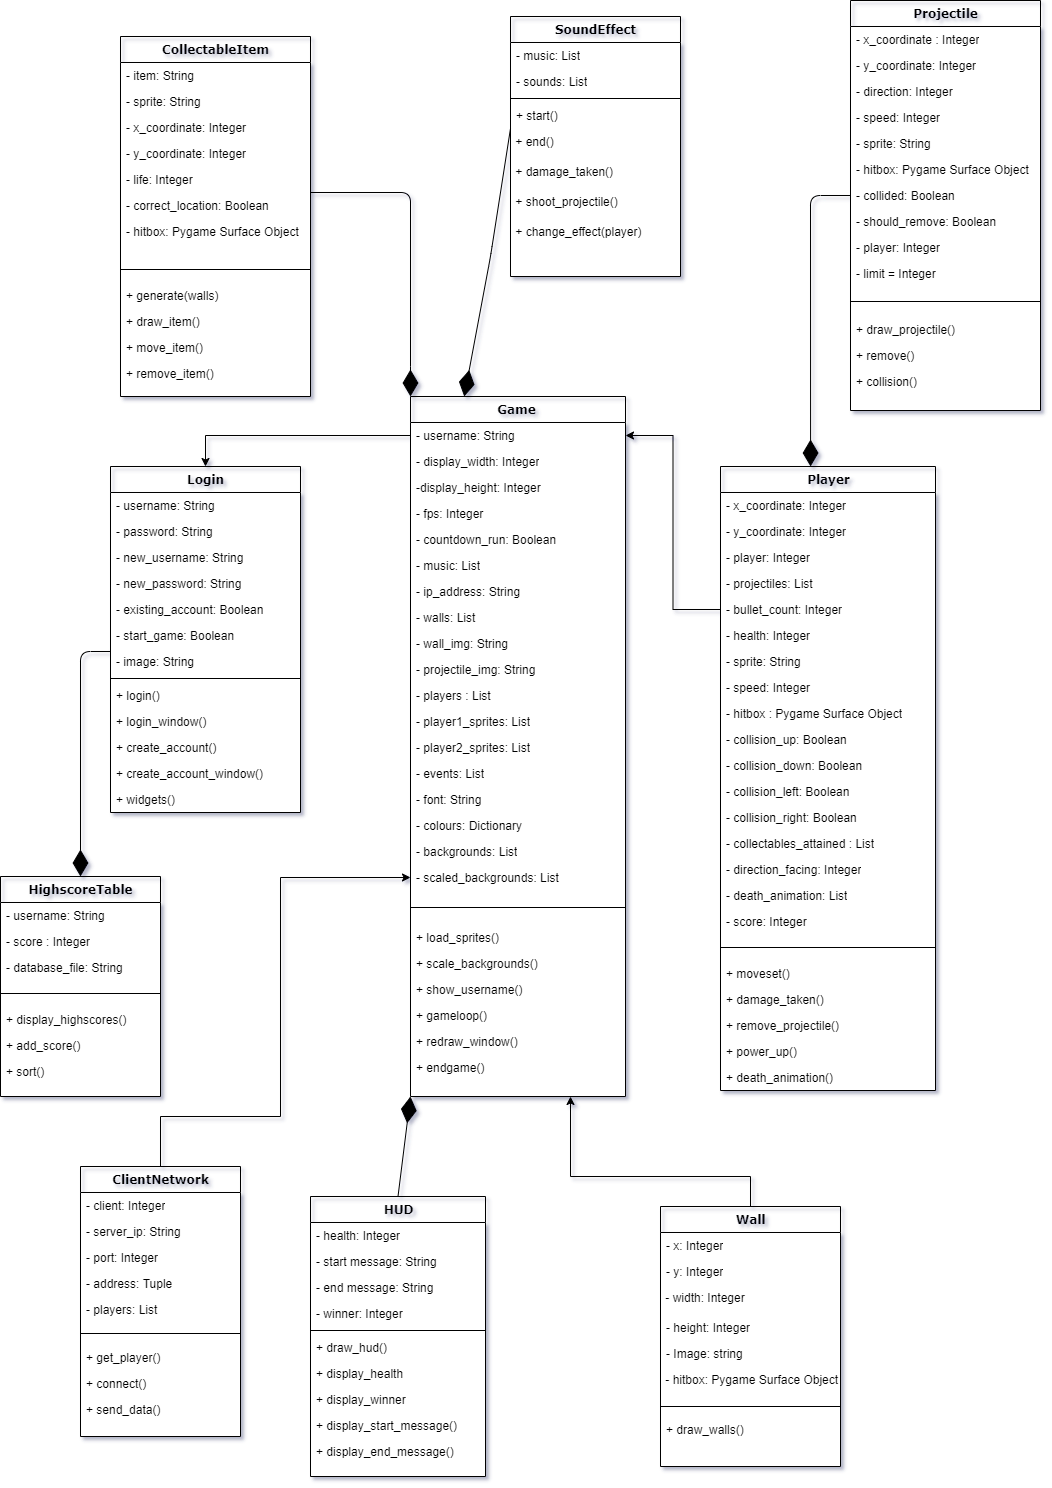 CollectableItem
- item: String
- sprite: String
- x_coordinate: Integer
- y_coordinate: Integer
- life: Integer
- correct_location: Boolean
- hitbox: Pygame Surface Object
+ generate(walls)
+ draw_item()
+ move_item()
+ remove_item()
SoundEffect
- music: List
- sounds: List
+ start()
+ end()
+ damage_taken()
+ shoot_projectile()
+ change_effect(player)
Projectile
- x_coordinate : Integer
- y_coordinate: Integer
- direction: Integer
- speed: Integer
- sprite: String
- hitbox: Pygame Surface Object
- collided: Boolean
- should_remove: Boolean
- player: Integer
- limit = Integer
+ draw_projectile()
+ remove()
+ collision()
Login
- username: String
- password: String
- new_username: String
- new_password: String
- existing_account: Boolean
- start_game: Boolean
- image: String
+ login()
+ login_window()
+ create_account()
+ create_account_window()
+ widgets()
Game
- username: String
- display_width: Integer
-display_height: Integer
- fps: Integer
- countdown_run: Boolean
- music: List
- ip_address: String
- walls: List
- wall_img: String
- projectile_img: String
- players : List
- player1_sprites: List
- player2_sprites: List
- events: List
- font: String
- colours: Dictionary
- backgrounds: List
- scaled_backgrounds: List
+ load_sprites()
+ scale_backgrounds()
+ show_username()
+ gameloop()
+ redraw_window()
+ endgame()
Player
- x_coordinate: Integer
- y_coordinate: Integer
- player: Integer
- projectiles: List
- bullet_count: Integer
- health: Integer
- sprite: String
- speed: Integer
- hitbox : Pygame Surface Object
- collision_up: Boolean
- collision_down: Boolean
- collision_left: Boolean
- collision_right: Boolean
- collectables_attained : List
- direction_facing: Integer
- death_animation: List
- score: Integer
+ moveset()
+ damage_taken()
+ remove_projectile()
+ power_up()
+ death_animation()
HighscoreTable
- username: String
- score : Integer
- database_file: String
+ display_highscores()
+ add_score()
+ sort()
ClientNetwork
- client: Integer
- server_ip: String
- port: Integer
- address: Tuple
- players: List
+ get_player()
+ connect()
+ send_data()
HUD
- health: Integer
- start message: String
- end message: String
- winner: Integer
+ draw_hud()
+ display_health
+ display_winner
+ display_start_message()
+ display_end_message()
Wall
- x: Integer
- y: Integer
- width: Integer
- height: Integer
- Image: string
- hitbox: Pygame Surface Object
+ draw_walls()